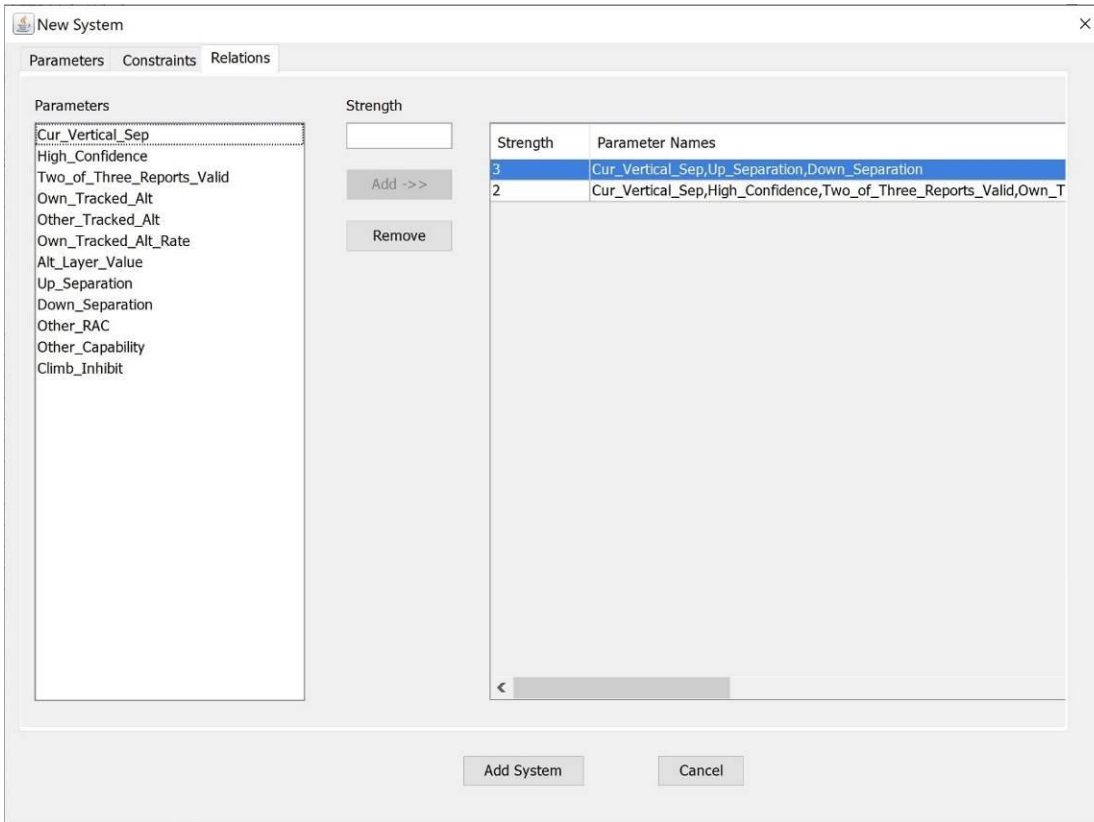 New System
Parameters Constraints Relations
Parameters
Strength
Cur_Vertical_Sep
High_Confidence
Two_of_Three_Reports_Valid
Own_Tracked_Alt
Other_Tracked_Alt
Own_Tracked_Alt_Rate
Alt_Layer_Value
Up_Separation
Down_Separation
Other_RAC
Other_Capability
Climb_Inhibit
Add ->>
Remove
Strength Parameter Names
3 Cur_Vertical_Sep,Up_Separation,Down_Separation
2 Cur_Vertical_Sep,High_Confidence,Two_of_Three_Reports_Valid,Own_T
Add System
Cancel